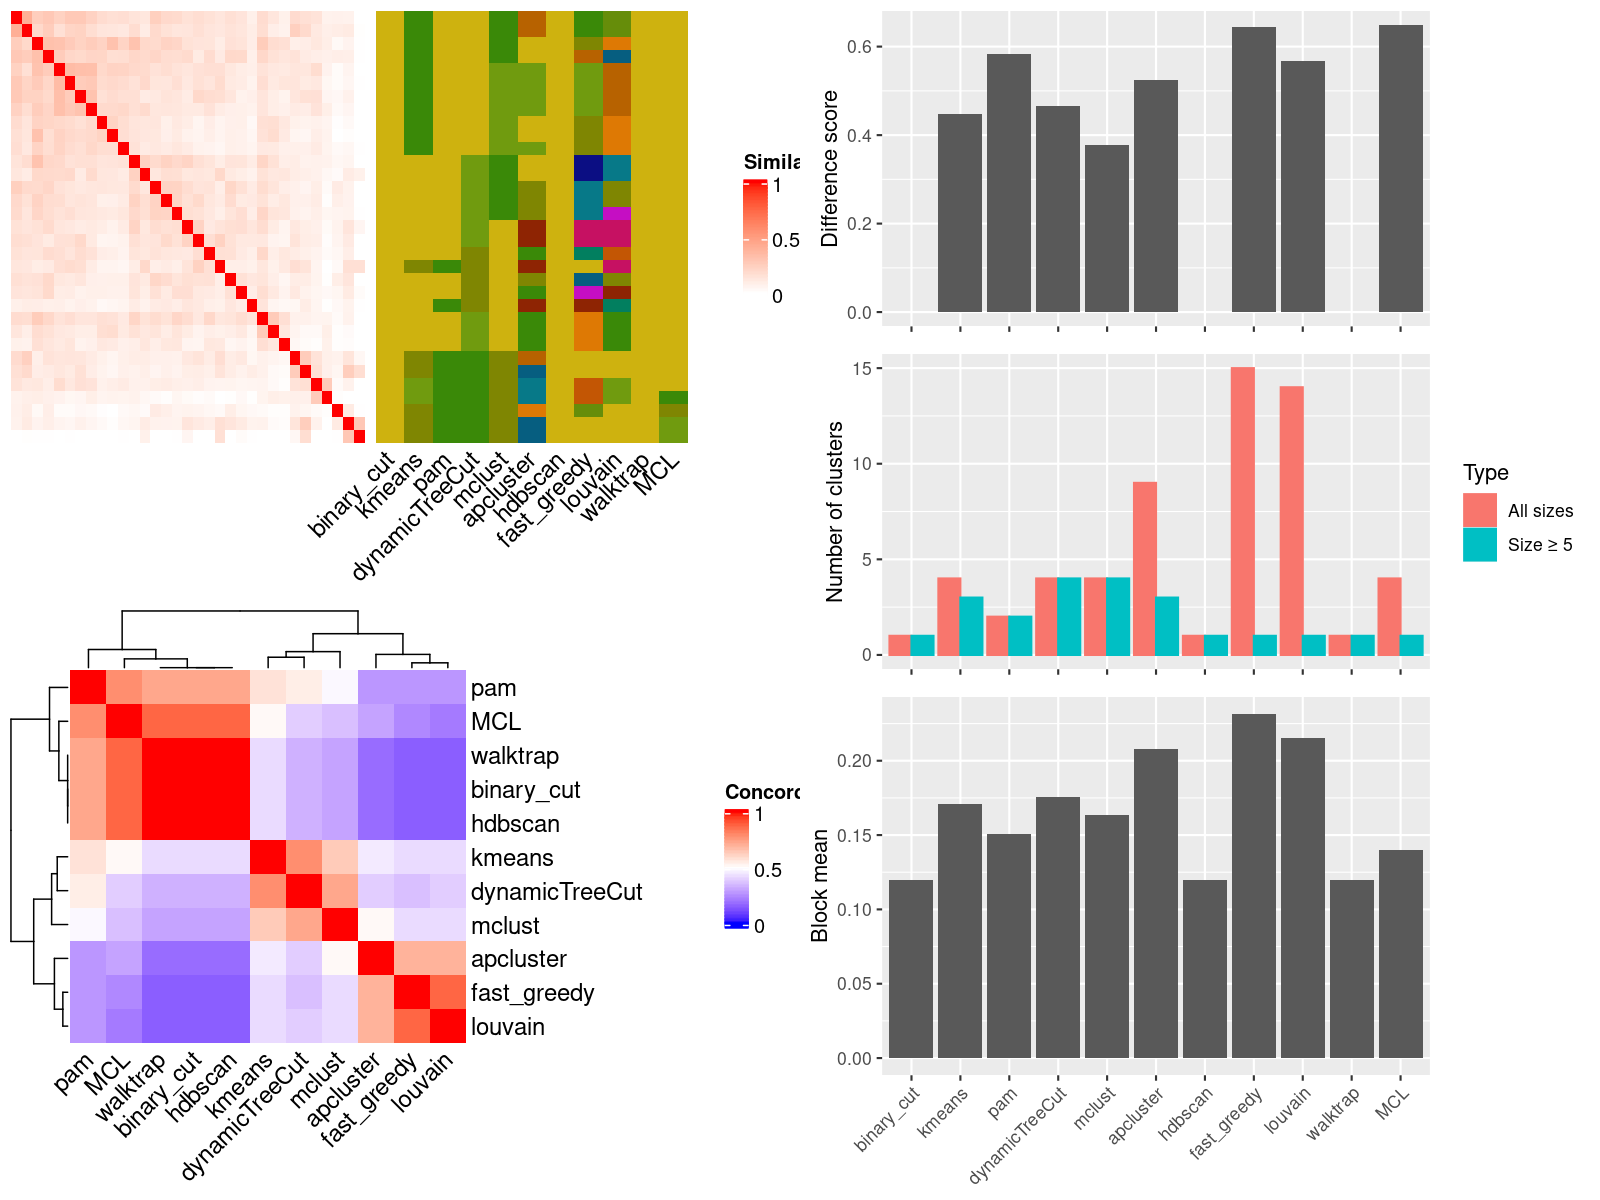 Simila
1
0.5
0
binary_cut
kmeans
pam
dynamicTreeCut
mclust
apcluster
hdbscan
fast_greedy
louvain
walktrap
MCL
pam
MCL
walktrap
binary_cut
hdbscan
kmeans
dynamicTreeCut
mclust
apcluster
fast_greedy
louvain
Concord
1
0.5
0
pam
MCL
walktrap
binary_cut
hdbscan
kmeans
dynamicTreeCut
mclust
apcluster
fast_greedy
louvain
Difference score
0.6
0.4
0.2
0.0
Number of clusters
15
10
5
0
Type
All sizes
Size ≥ 5
Block mean
0.20
0.15
0.10
0.05
0.00
binary_cut
kmeans
pam
dynamicTreeCut
mclust
apcluster
hdbscan
fast_greedy
louvain
walktrap
MCL